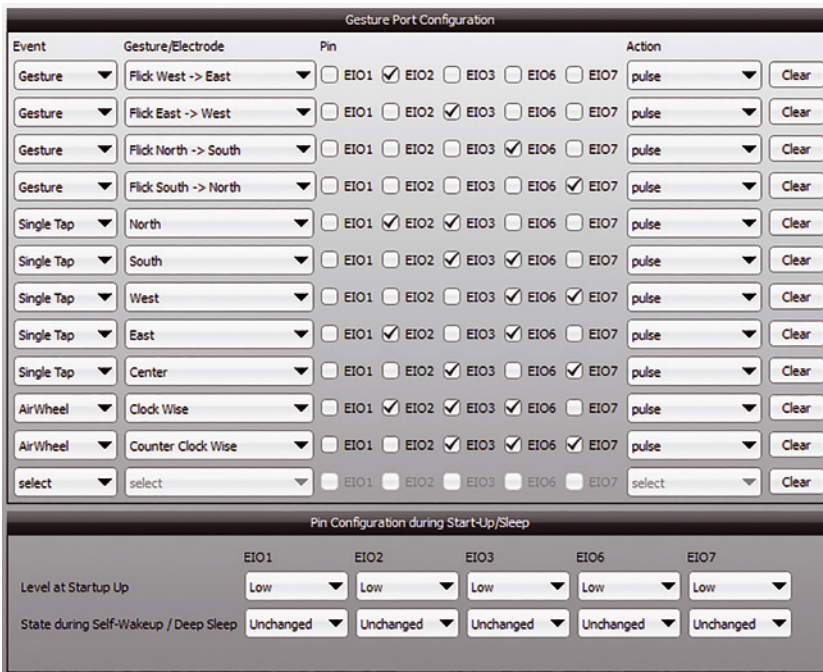 Gesture Port Configuration
Event Gesture/Electrode Pin Action
Gesture Flick West -> East EIO1 EIO2 EIO3 EIO6 EIO7 pulse Clear
Gesture Flick East -> West EIO1 EIO2 EIO3 EIO6 EIO7 pulse Clear
Gesture Flick North -> South EIO1 EIO2 EIO3 EIO6 EIO7 pulse Clear
Gesture Flick South -> North EIO1 EIO2 EIO3 EIO6 EIO7 pulse Clear
Single Tap North EIO1 EIO2 EIO3 EIO6 EIO7 pulse Clear
Single Tap South EIO1 EIO2 EIO3 EIO6 EIO7 pulse Clear
Single Tap West EIO1 EIO2 EIO3 EIO6 EIO7 pulse Clear
Single Tap East EIO1 EIO2 EIO3 EIO6 EIO7 pulse Clear
Single Tap Center EIO1 EIO2 EIO3 EIO6 EIO7 pulse Clear
AirWheel Clock Wise EIO1 EIO2 EIO3 EIO6 EIO7 pulse Clear
AirWheel Counter Clock Wise EIO1 EIO2 EIO3 EIO6 EIO7 pulse Clear
select select EIO1 EIO2 EIO3 EIO6 EIO7 select Clear
Pin Configuration during Start-Up/Sleep
EIO1 EIO2 EIO3 EIO6 EIO7
Level at Startup Up Low Low Low Low Low
State during Self-Wakeup / Deep Sleep Unchanged Unchanged Unchanged Unchanged Unchanged